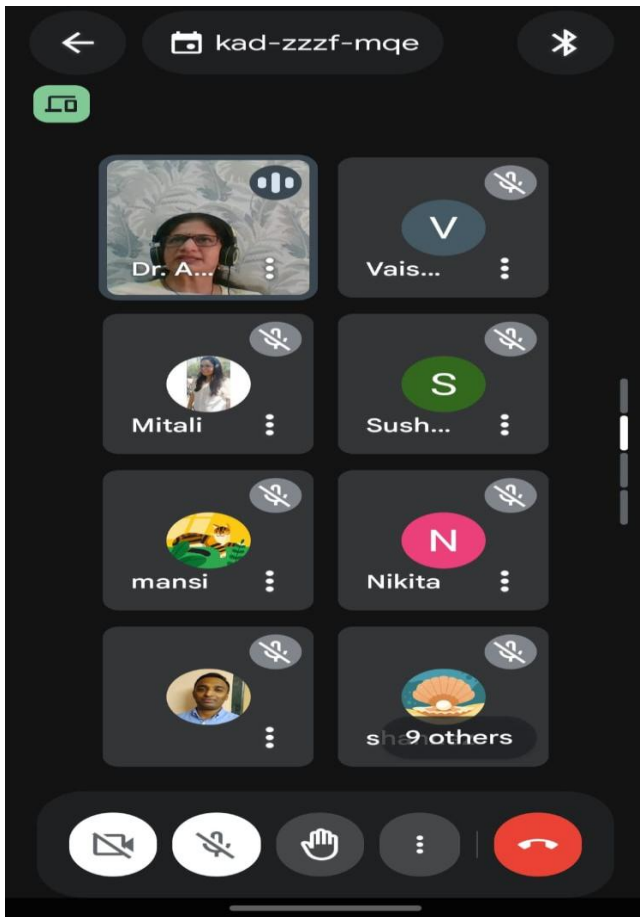 kad-zzzf-mqe
V
Dr. A...
Vais...
S
Mitali
Sush...
N
mansi
Nikita
9 others